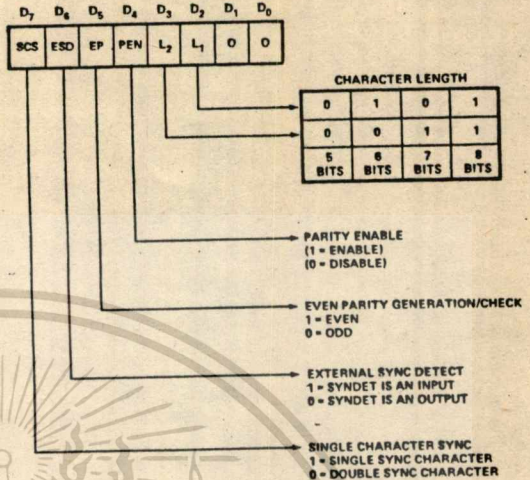 D₇ D₆ D₅ D₄ D₃ D₂ D₁ D₀
SCS ESD EP PEN L₂ L₁ 0 0
CHARACTER LENGTH
0 1 0 1
0 0 1 1
5 6 7 8
BITS BITS BITS BITS
PARITY ENABLE
(1 = ENABLE)
(0 = DISABLE)
EVEN PARITY GENERATION/CHECK
1 = EVEN
0 = ODD
EXTERNAL SYNC DETECT
1 = SYNDET IS AN INPUT
0 = SYNDET IS AN OUTPUT
SINGLE CHARACTER SYNC
1 = SINGLE SYNC CHARACTER
0 = DOUBLE SYNC CHARACTER